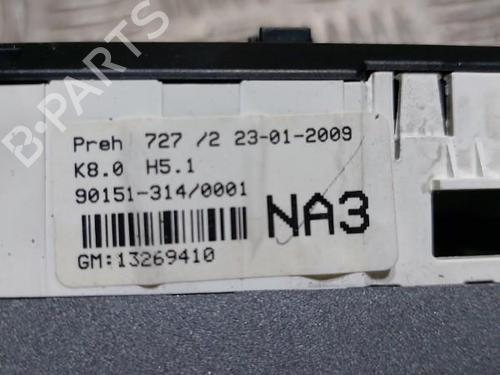 Preh 727 /2 23-01-2009
K8.0 H5.1
90151-314/0001
NA3
GM:13269410
B-PARTS